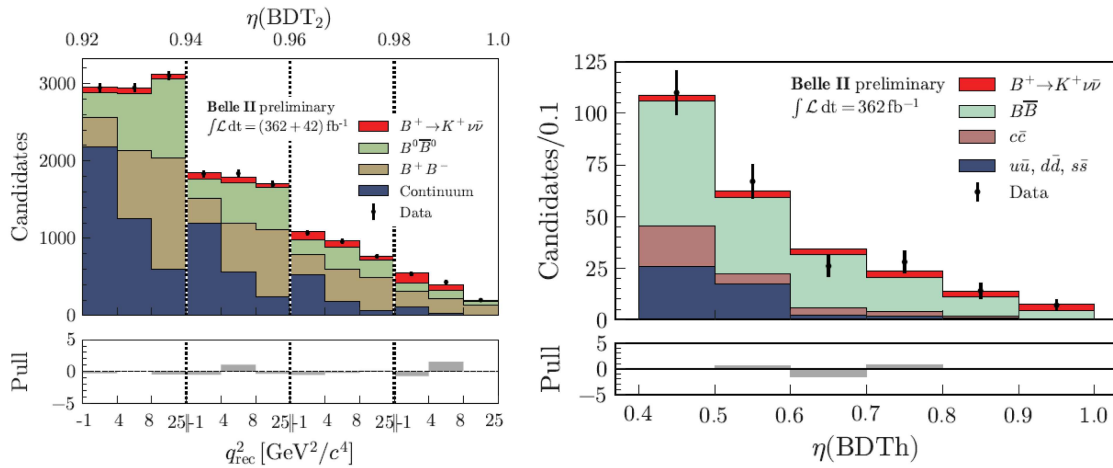 η(BDT₂)
0.92 0.94 0.96 0.98 1.0
Candidates
3000
2000
1000
0
Belle II preliminary
∫ℒ dt = (362 + 42) fb⁻¹
B⁺→K⁺νν̄
B⁰B̄⁰
B⁺B⁻
Continuum
Data
Pull
5
0
−5
-1 4 8 25 -1 4 8 25 -1 4 8 25 -1 4 8 25
q²rec [GeV²/c⁴]
Candidates/0.1
125
100
75
50
25
0
Belle II preliminary
∫ℒ dt = 362 fb⁻¹
B⁺→K⁺νν̄
BB̄
cc̄
uū, dd̄, ss̄
Data
Pull
5
0
−5
0.4 0.5 0.6 0.7 0.8 0.9 1.0
η(BDTh)